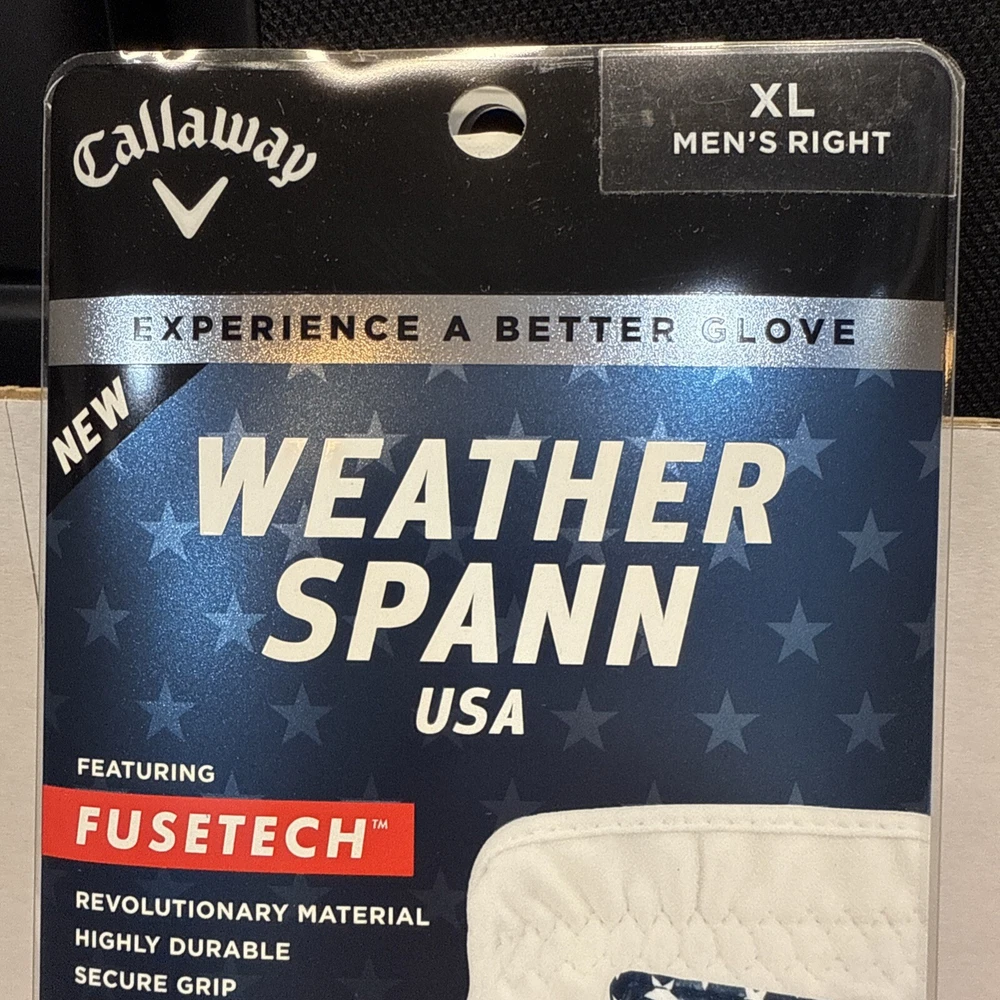 Callaway
XL
MEN'S RIGHT
EXPERIENCE A BETTER GLOVE
NEW
WEATHER
SPANN
USA
FEATURING
FUSETECH™
REVOLUTIONARY MATERIAL
HIGHLY DURABLE
SECURE GRIP